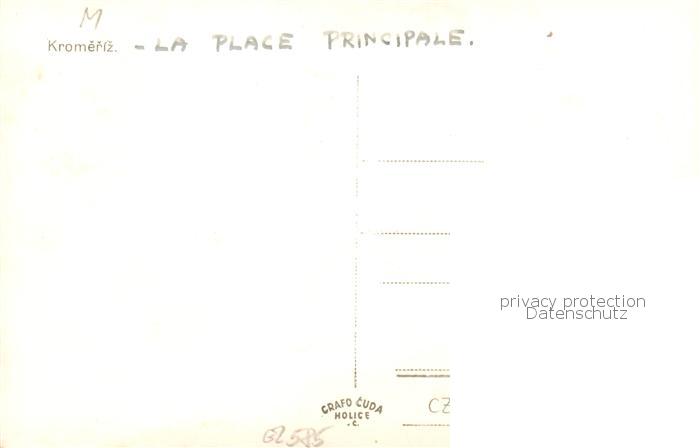 M
Kroměříž. - LA PLACE PRINCIPALE.
privacy protection
Datenschutz
GRAFO ČUDA
HOLICE
.C.
CZ